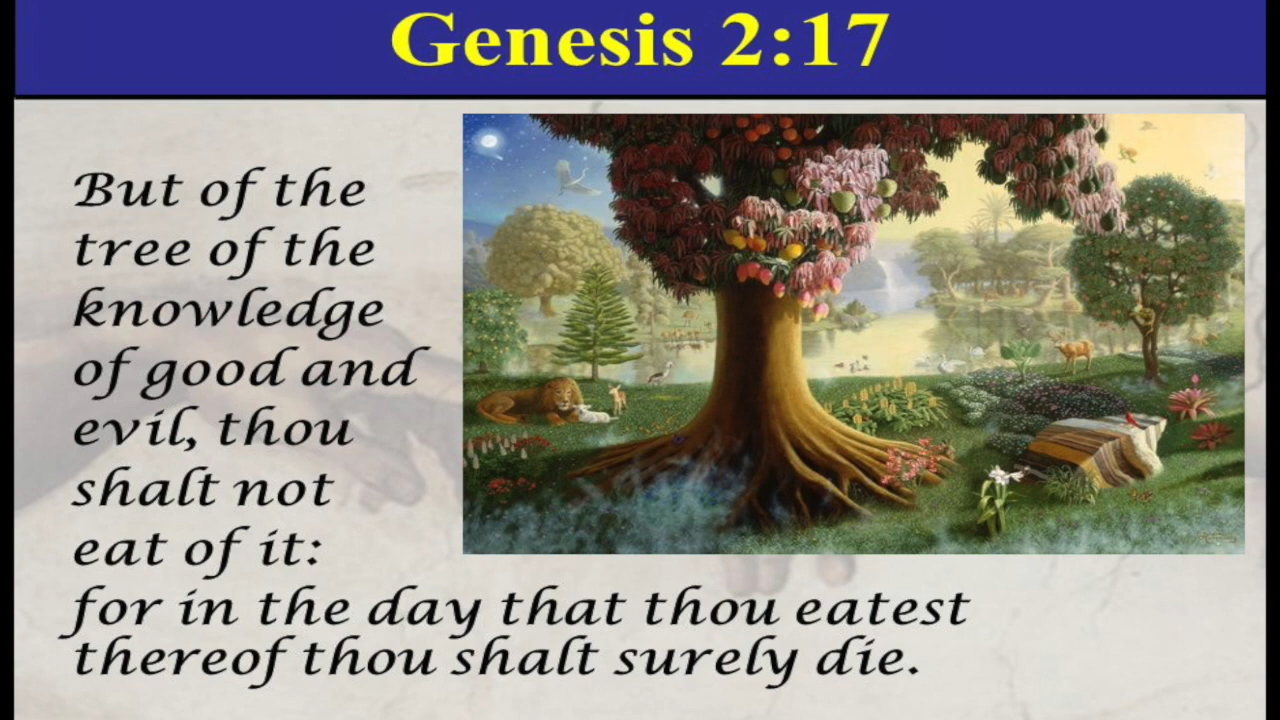 Genesis 2:17
But of the
tree of the
knowledge
of good and
evil, thou
shalt not
eat of it:
for in the day that thou eatest
thereof thou shalt surely die.